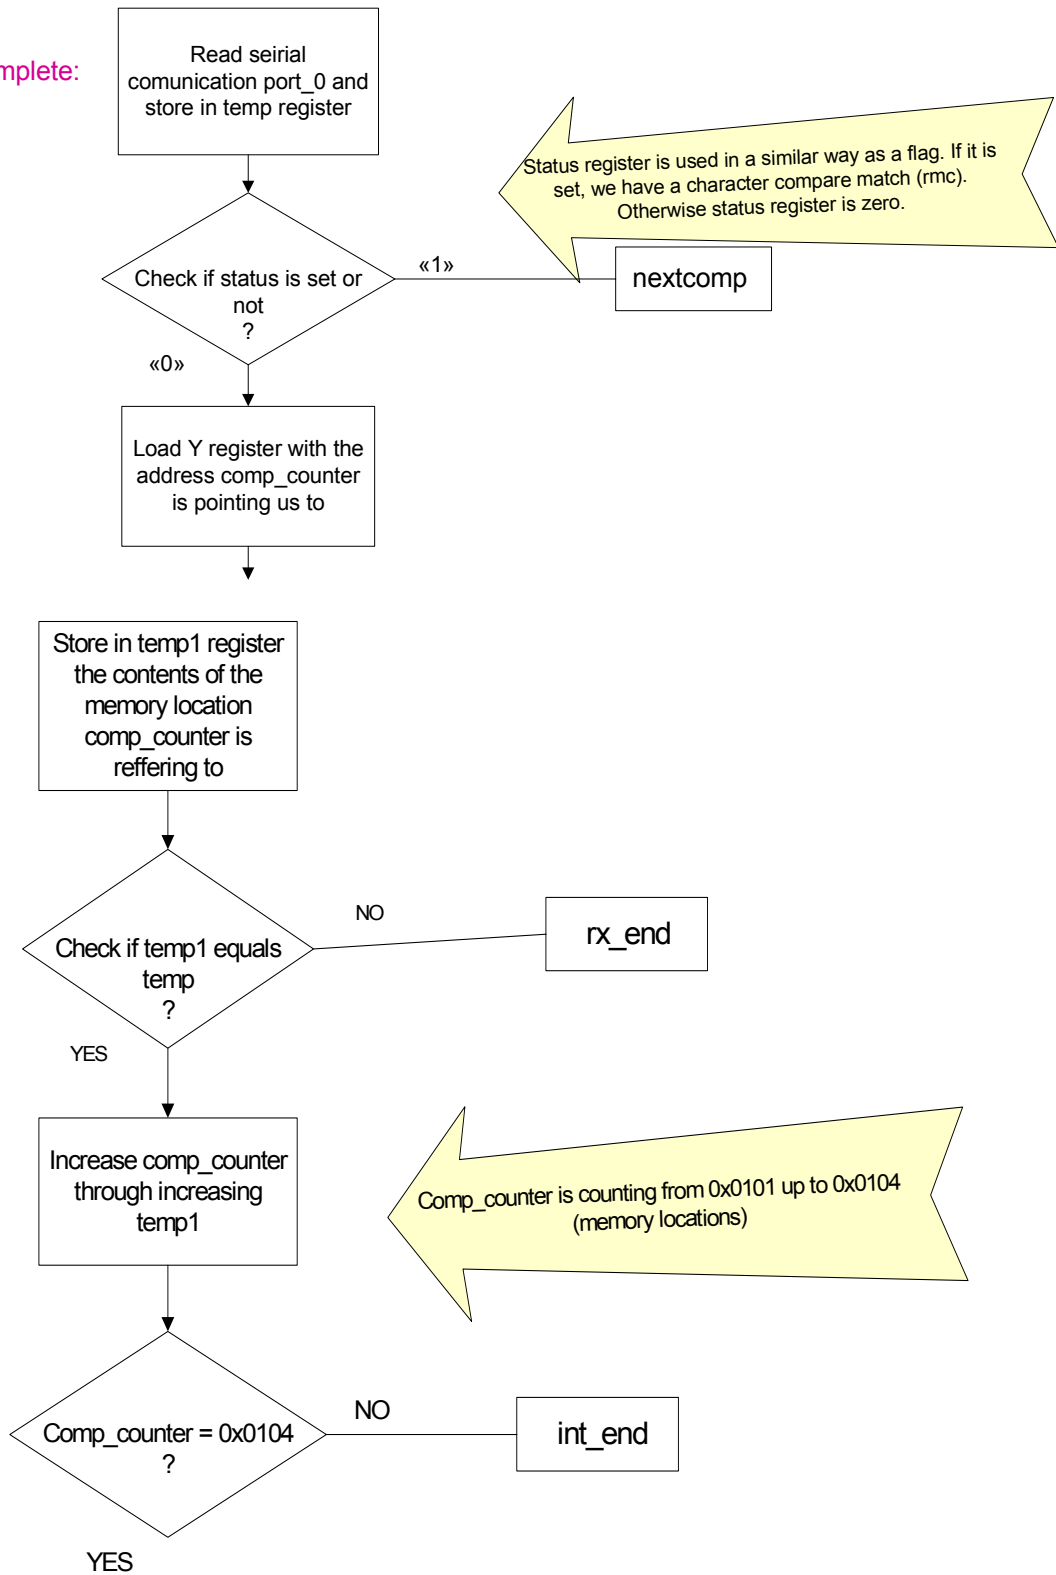 mplete:
Read seirial
comunication port_0 and
store in temp register
Status register is used in a similar way as a flag. If it is
set, we have a character compare match (rmc).
Otherwise status register is zero.
Check if status is set or
not
?
«1»
nextcomp
«0»
Load Y register with the
address comp_counter
is pointing us to
Store in temp1 register
the contents of the
memory location
comp_counter is
reffering to
Check if temp1 equals
temp
?
NO
rx_end
YES
Increase comp_counter
through increasing
temp1
Comp_counter is counting from 0x0101 up to 0x0104
(memory locations)
Comp_counter = 0x0104
?
NO
int_end
YES